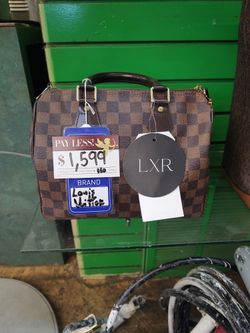 PAY LESS!
$1,599
BRAND
Louis
Vuitton
LXR